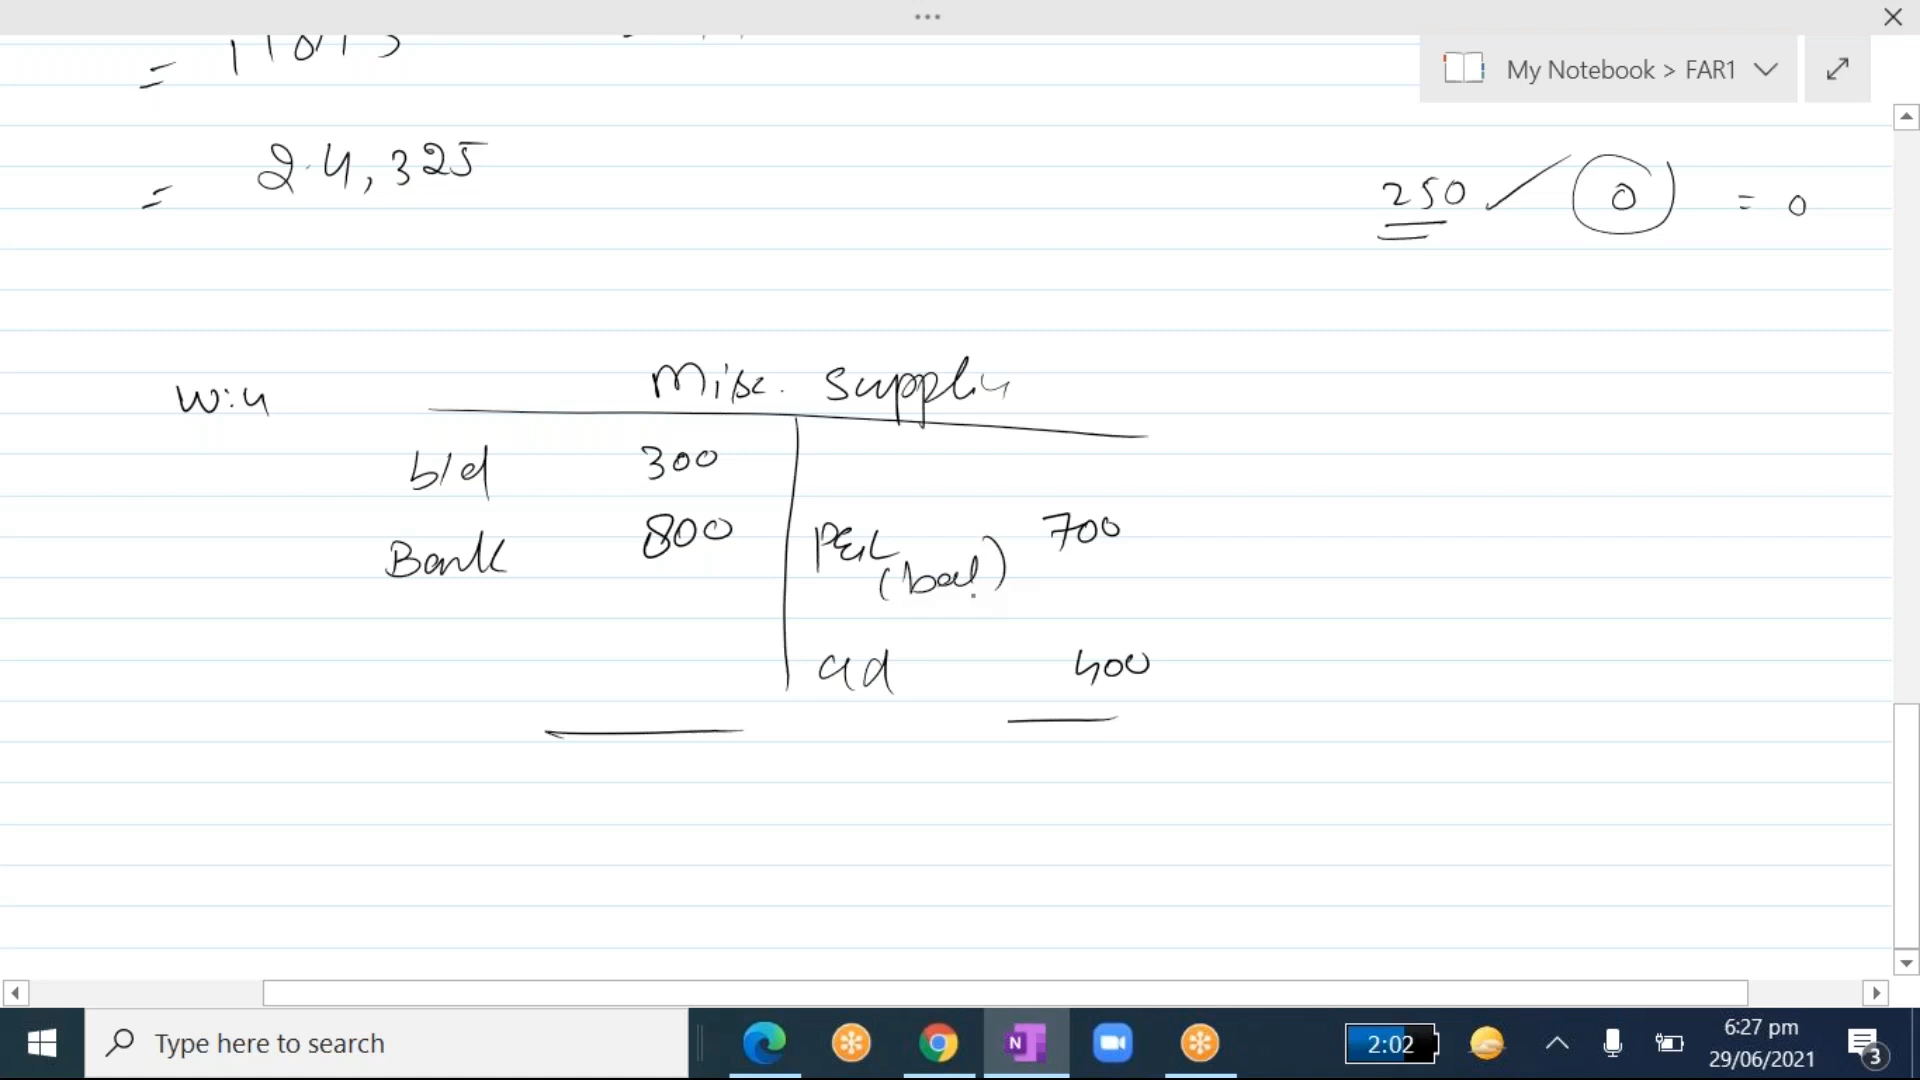 My Notebook > FAR1
=
= 24,325
250 / 0 = 0
W:4 Misc. Supplies
b/d 300
Bank 800 P&L (bal) 700
c/d 400
Type here to search
N
2:02
6:27 pm
29/06/2021
3